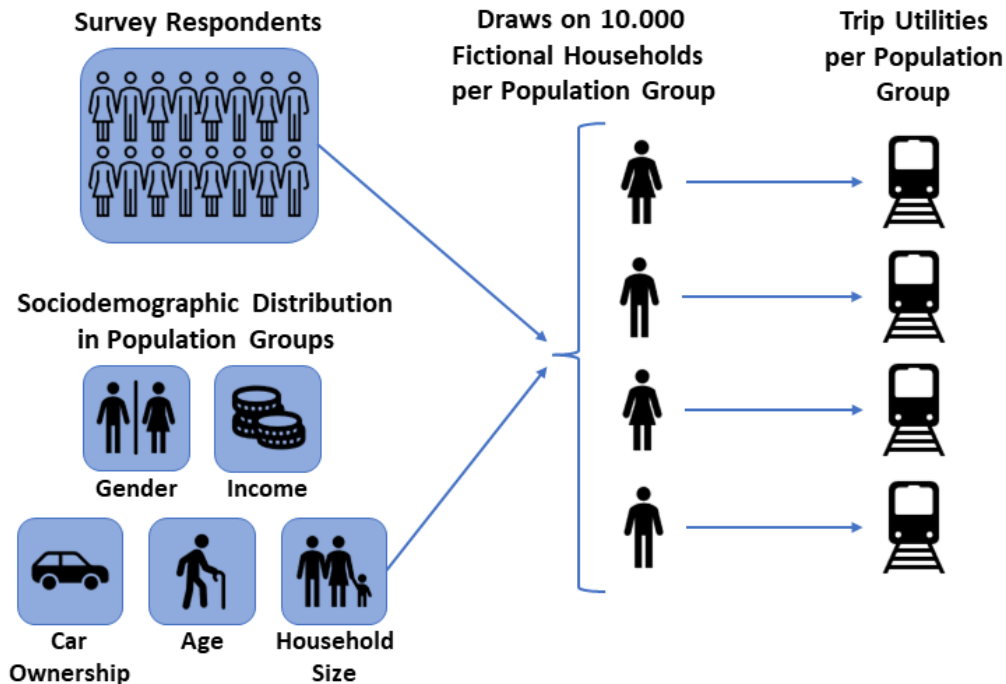 Survey Respondents
Draws on 10.000
Fictional Households
per Population Group
Trip Utilities
per Population
Group
Sociodemographic Distribution
in Population Groups
Gender
Income
Car
Ownership
Age
Household
Size